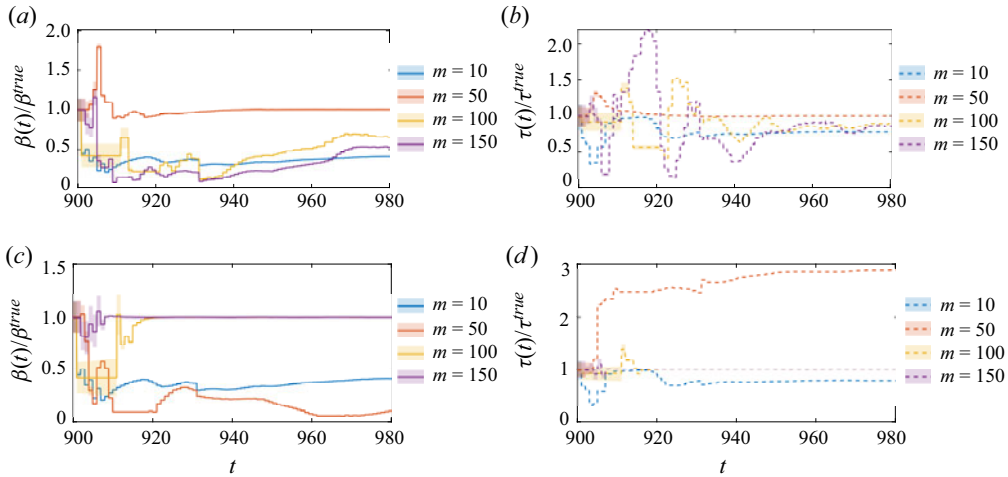 (a)
2.0
1.5
1.0
0.5
0
β(t)/β^true
900 920 940 960 980
m = 10
m = 50
m = 100
m = 150
(b)
2.0
1.5
1.0
0.5
0
τ(t)/τ^true
900 920 940 960 980
m = 10
m = 50
m = 100
m = 150
(c)
1.5
1.0
0.5
0
β(t)/β^true
900 920 940 960 980
t
m = 10
m = 50
m = 100
m = 150
(d)
3
2
1
0
τ(t)/τ^true
900 920 940 960 980
t
m = 10
m = 50
m = 100
m = 150